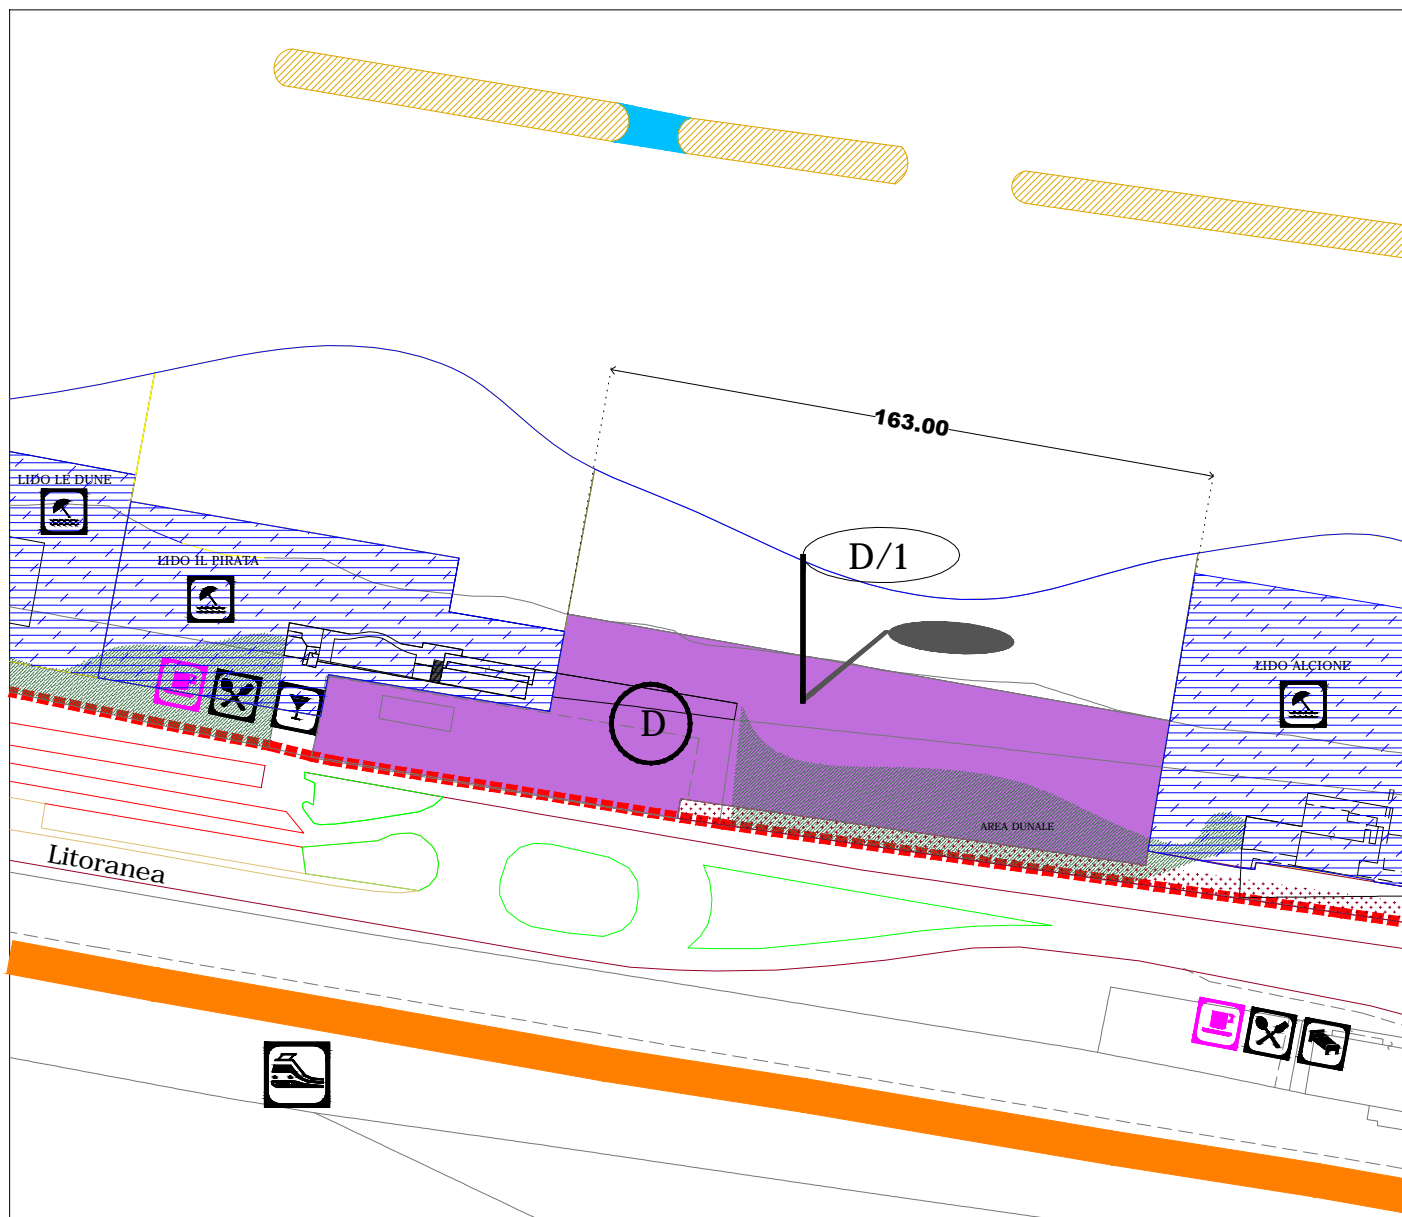 163.00
LIDO LE DUNE
D/1
LIDO IL PIRATA
LIDO ALCIONE
D
AREA DUNALE
Litoranea